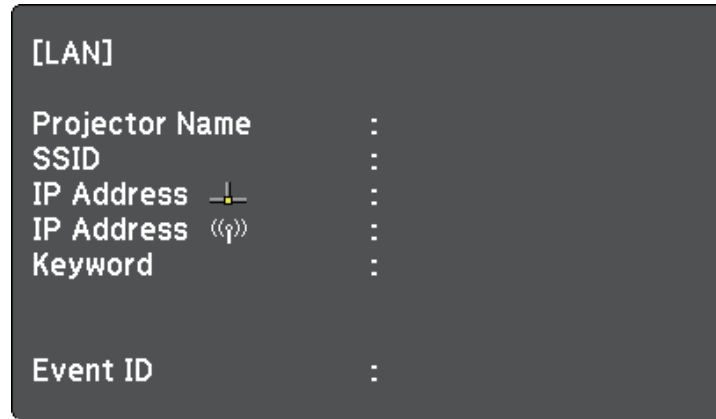 [LAN]
Projector Name :
SSID :
IP Address :
IP Address :
Keyword :
Event ID :